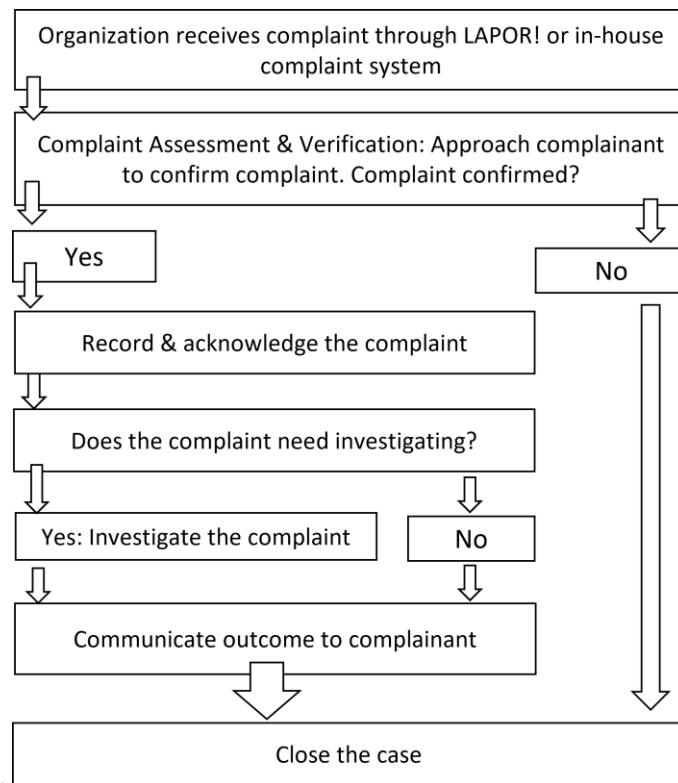 Organization receives complaint through LAPOR! or in-house
complaint system
Complaint Assessment & Verification: Approach complainant
to confirm complaint. Complaint confirmed?
Yes
No
Record & acknowledge the complaint
Does the complaint need investigating?
Yes: Investigate the complaint
No
Communicate outcome to complainant
Close the case